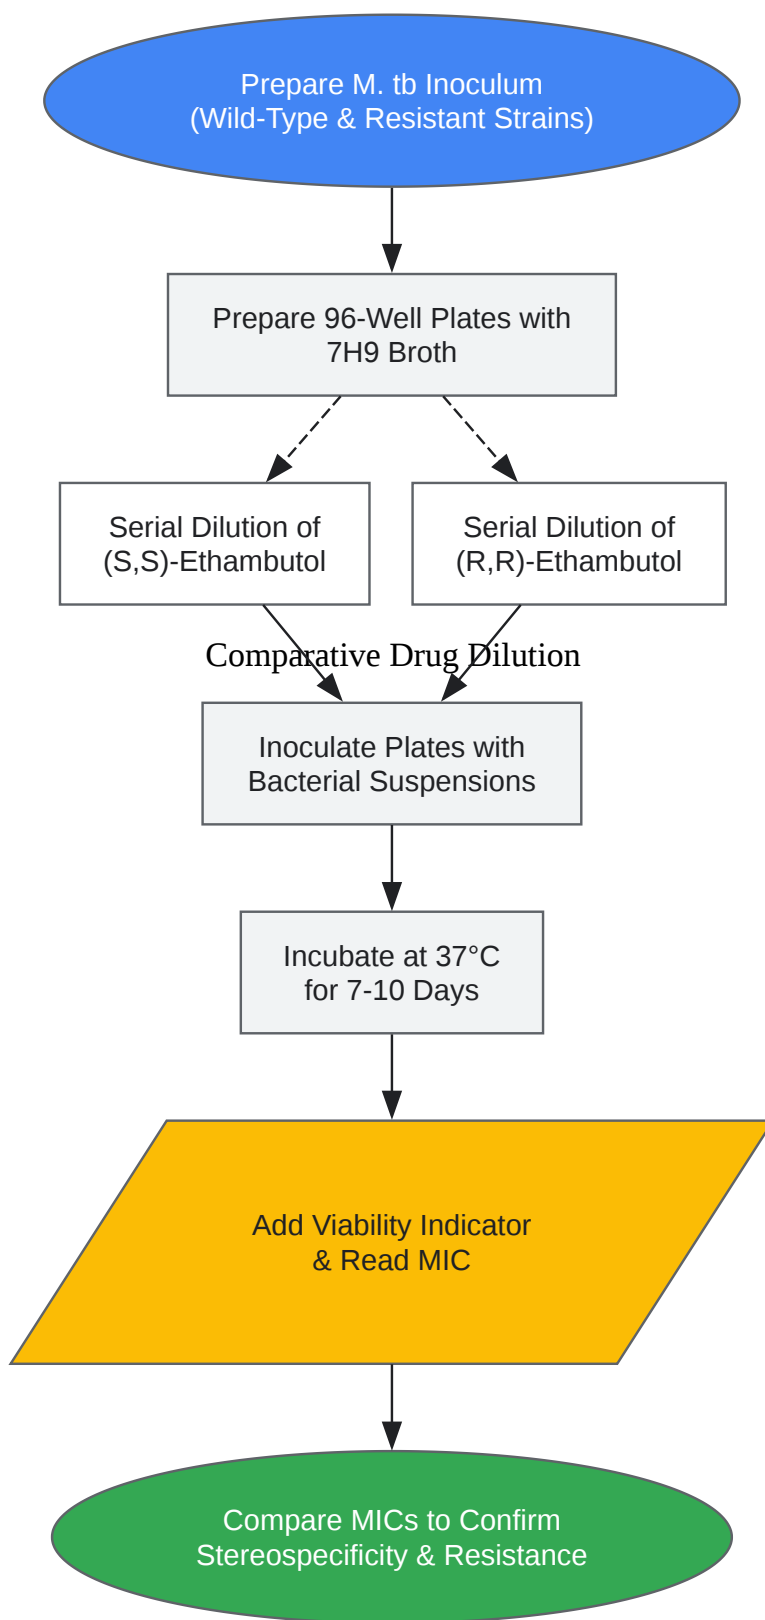 Prepare M. tb Inoculum
(Wild-Type & Resistant Strains)
Prepare 96-Well Plates with
7H9 Broth
Serial Dilution of
(S,S)-Ethambutol
Serial Dilution of
(R,R)-Ethambutol
Comparative Drug Dilution
Inoculate Plates with
Bacterial Suspensions
Incubate at 37°C
for 7-10 Days
Add Viability Indicator
& Read MIC
Compare MICs to Confirm
Stereospecificity & Resistance